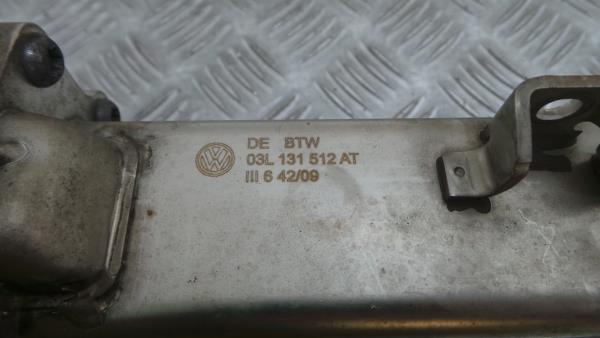 DE BTW
03L 131 512 AT
III 6 42/09